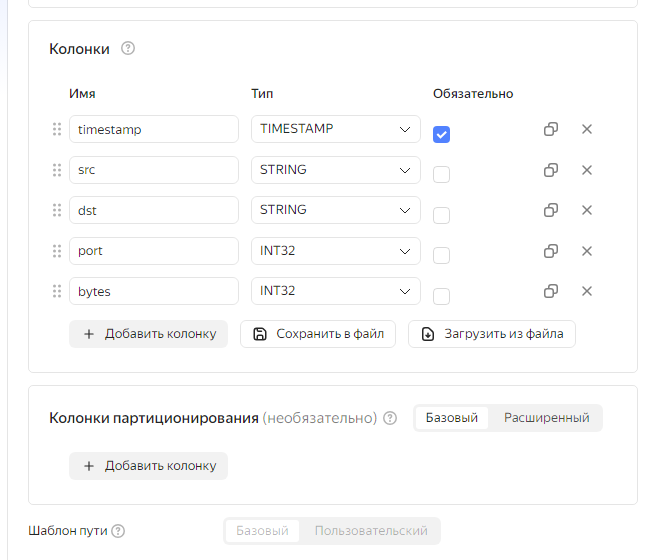 Колонки
Имя Тип Обязательно
timestamp TIMESTAMP
src STRING
dst STRING
port INT32
bytes INT32
+ Добавить колонку Сохранить в файл Загрузить из файла
Колонки партиционирования (необязательно) Базовый Расширенный
+ Добавить колонку
Шаблон пути Базовый Пользовательский